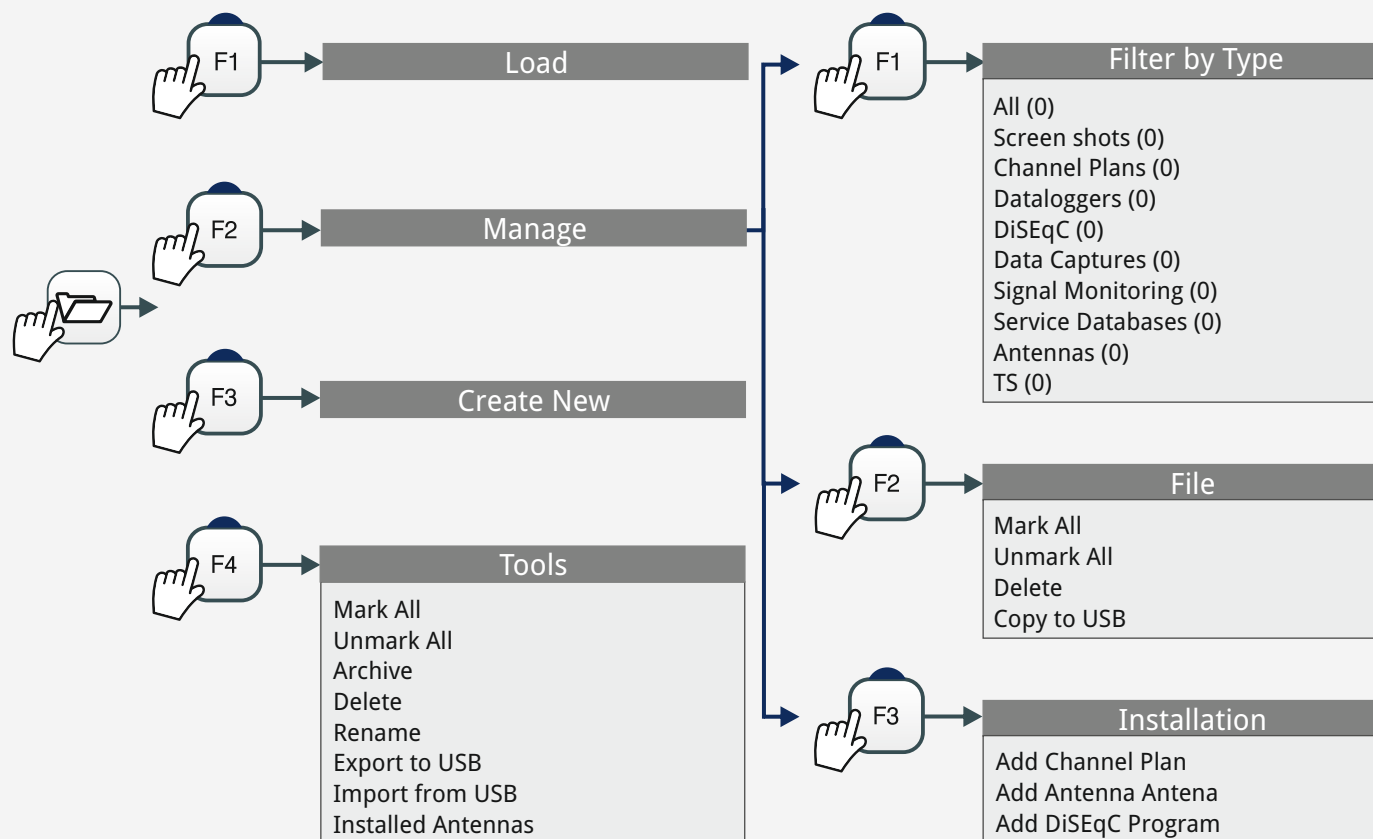 F1
Load
F2
Manage
F3
Create New
F4
Tools
Mark All
Unmark All
Archive
Delete
Rename
Export to USB
Import from USB
Installed Antennas
F1
Filter by Type
All (0)
Screen shots (0)
Channel Plans (0)
Dataloggers (0)
DiSEqC (0)
Data Captures (0)
Signal Monitoring (0)
Service Databases (0)
Antennas (0)
TS (0)
F2
File
Mark All
Unmark All
Delete
Copy to USB
F3
Installation
Add Channel Plan
Add Antenna Antena
Add DiSEqC Program